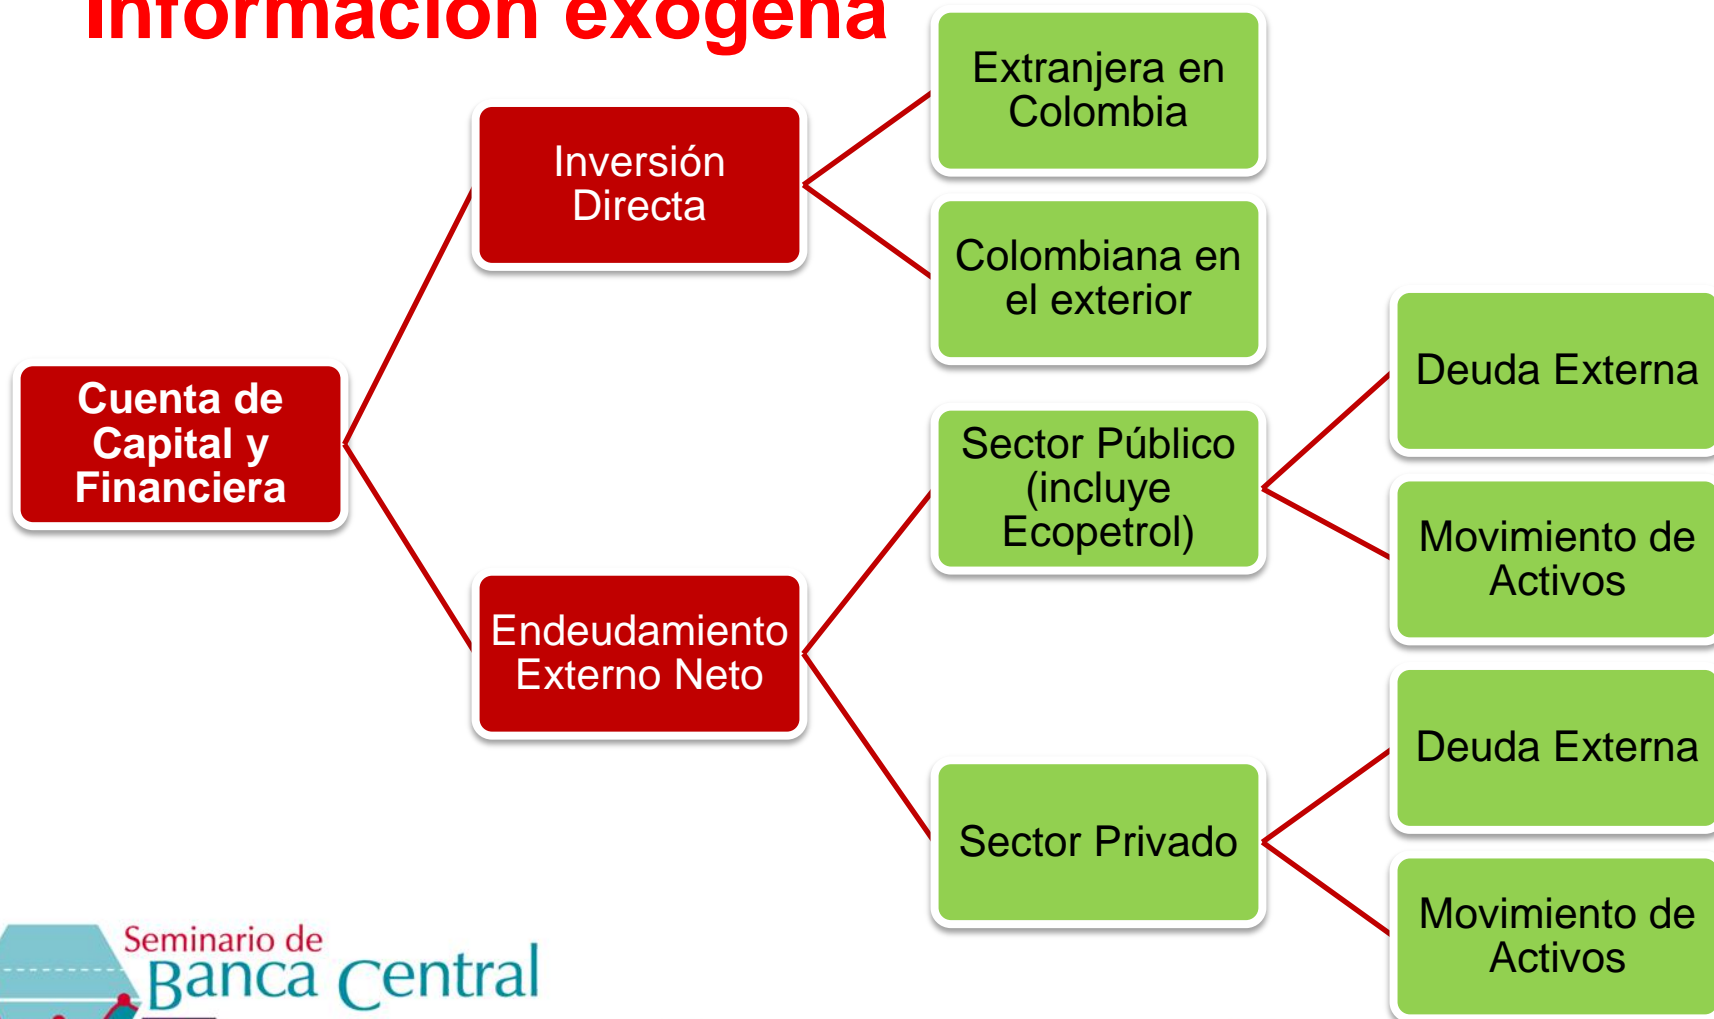 Información exógena
Extranjera en
Colombia
Inversión
Directa
Colombiana en
el exterior
Cuenta de
Capital y
Financiera
Deuda Externa
Sector Público
(incluye
Ecopetrol)
Movimiento de
Activos
Endeudamiento
Externo Neto
Deuda Externa
Sector Privado
Movimiento de
Activos
Seminario de
Banca Central